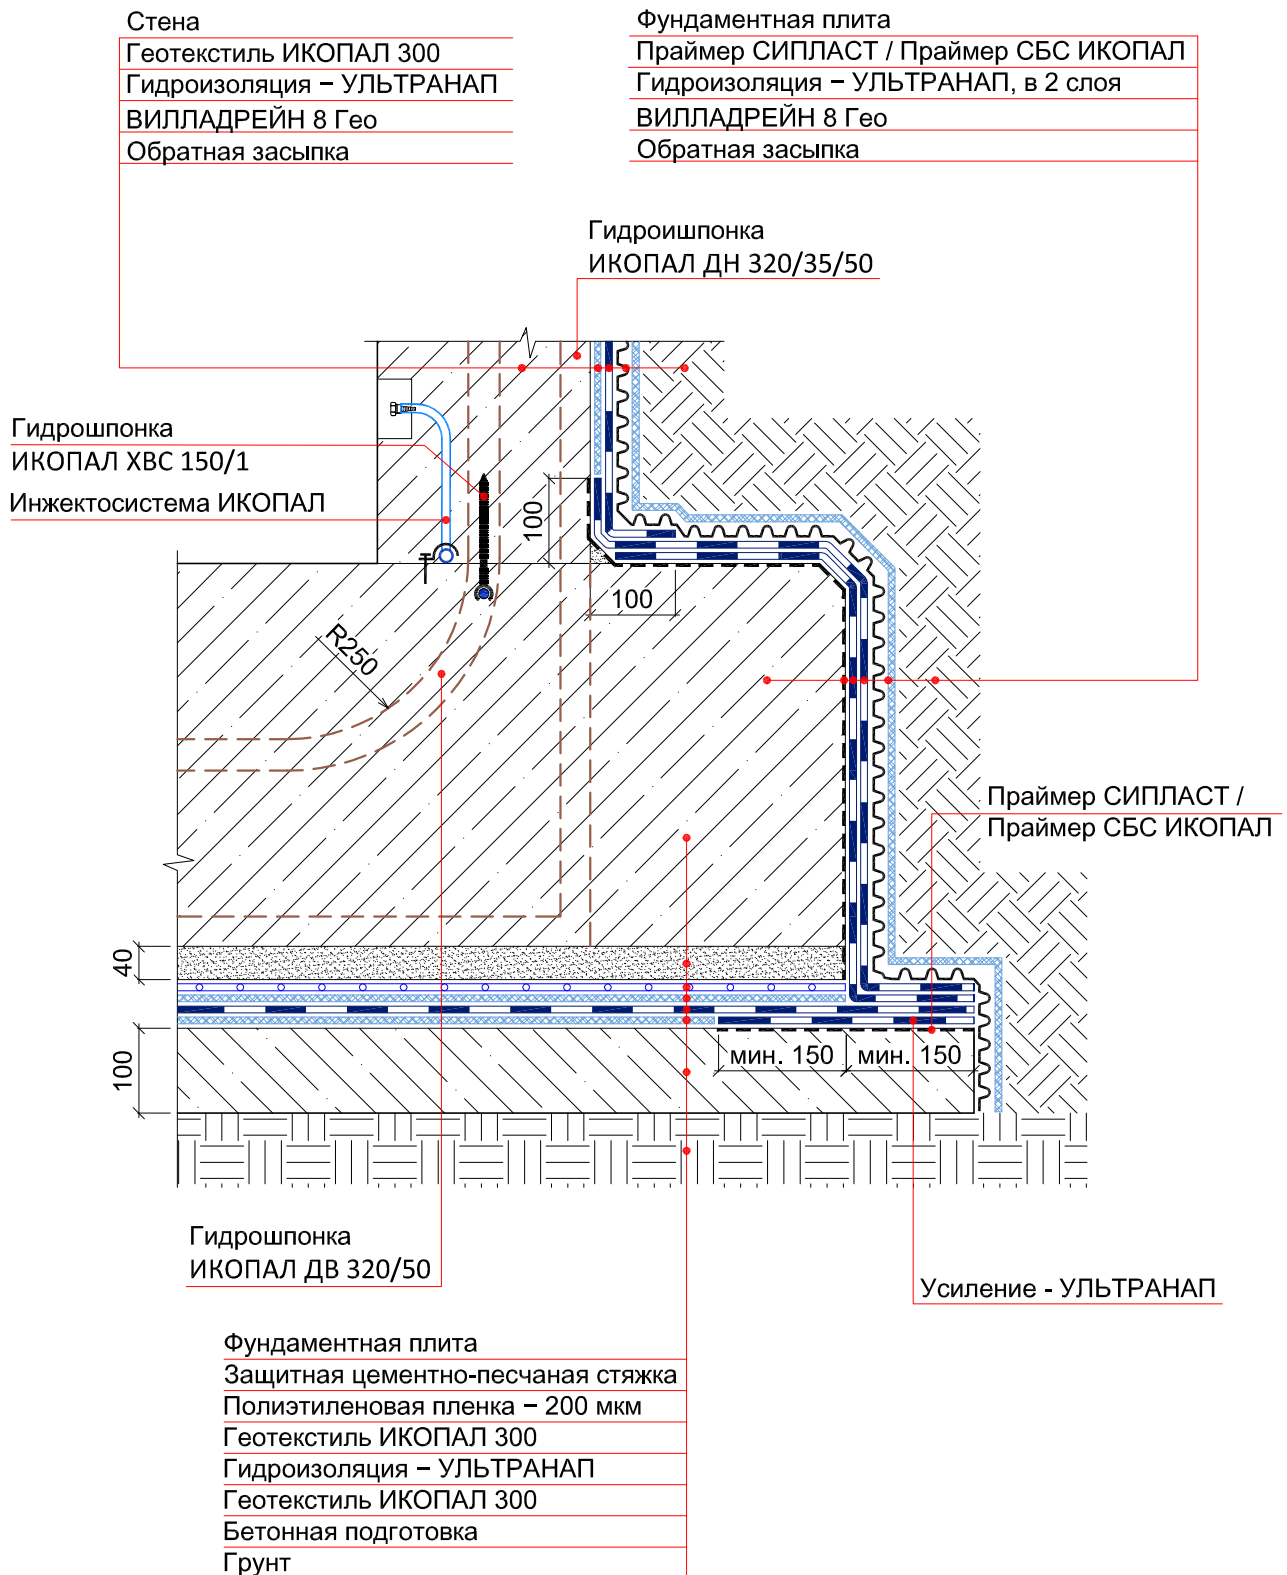 Стена
Геотекстиль ИКОПАЛ 300
Гидроизоляция – УЛЬТРАНАП
ВИЛЛАДРЕЙН 8 Гео
Обратная засыпка
Фундаментная плита
Праймер СИПЛАСТ / Праймер СБС ИКОПАЛ
Гидроизоляция – УЛЬТРАНАП, в 2 слоя
ВИЛЛАДРЕЙН 8 Гео
Обратная засыпка
Гидроишпонка
ИКОПАЛ ДН 320/35/50
Гидрошпонка
ИКОПАЛ ХВС 150/1
Инжектосистема ИКОПАЛ
100
100
R250
Праймер СИПЛАСТ /
Праймер СБС ИКОПАЛ
40
100
мин. 150
мин. 150
Гидрошпонка
ИКОПАЛ ДВ 320/50
Усиление - УЛЬТРАНАП
Фундаментная плита
Защитная цементно-песчаная стяжка
Полиэтиленовая пленка – 200 мкм
Геотекстиль ИКОПАЛ 300
Гидроизоляция – УЛЬТРАНАП
Геотекстиль ИКОПАЛ 300
Бетонная подготовка
Грунт